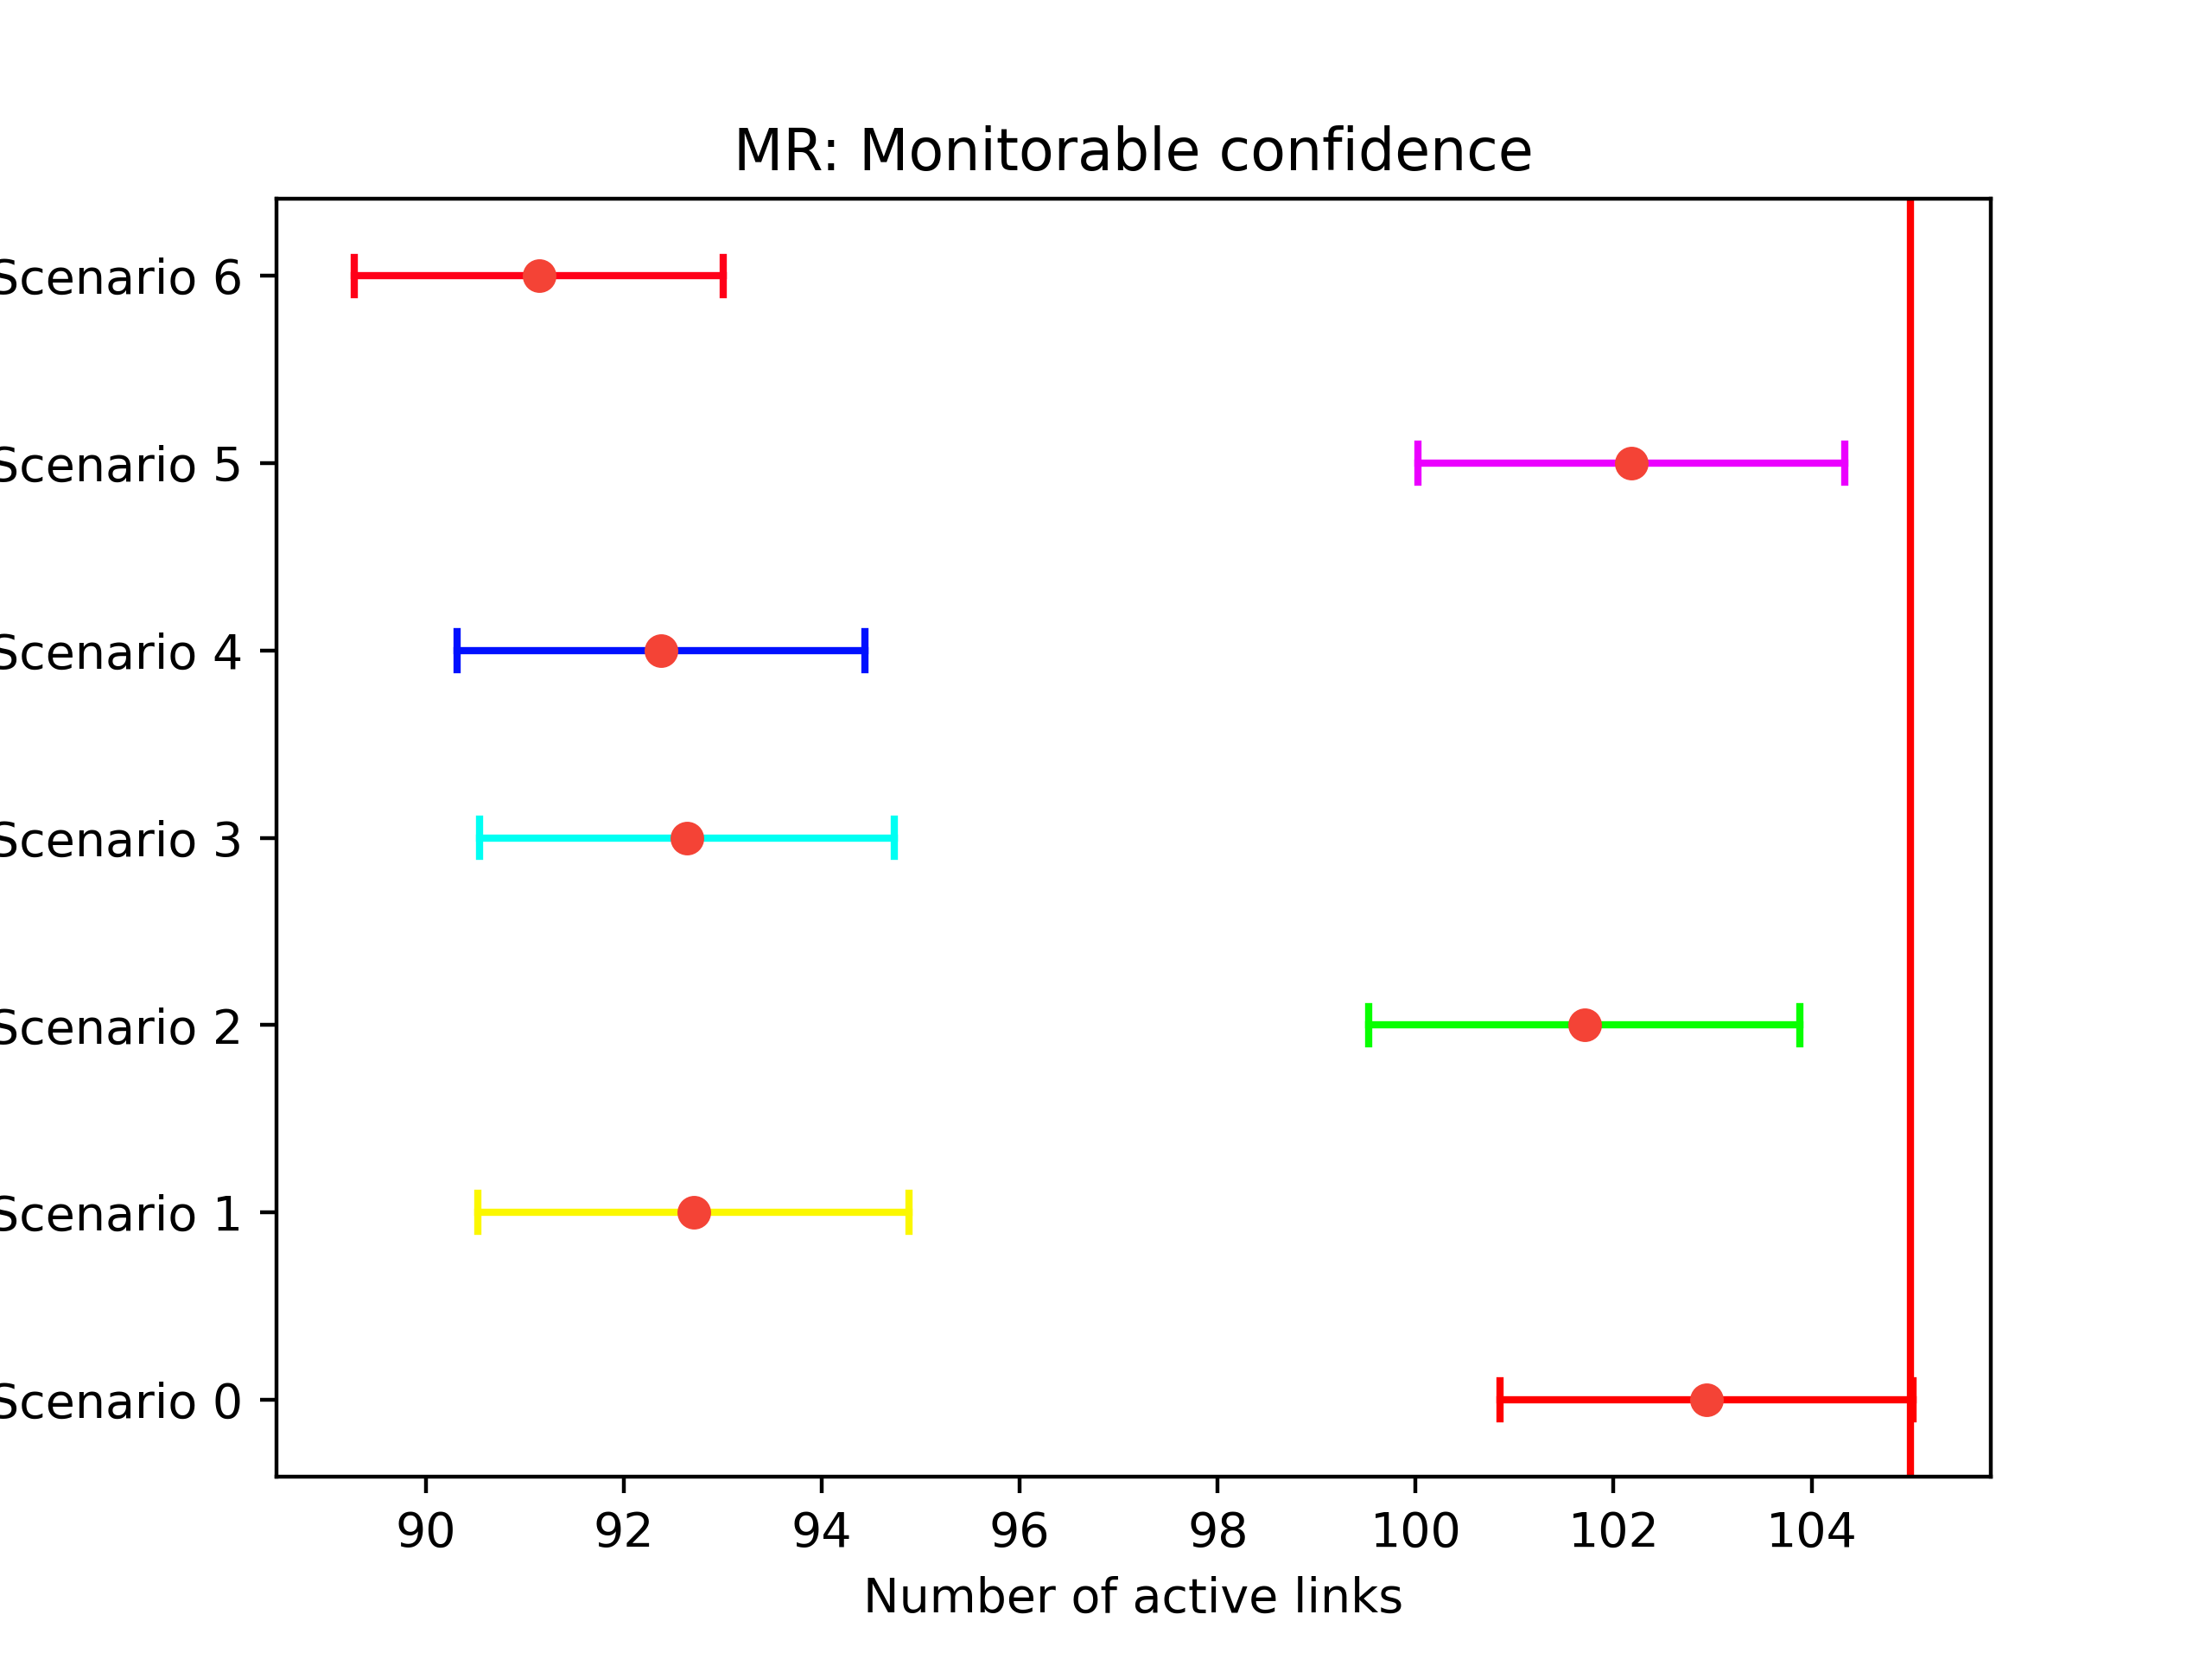 MR: Monitorable confidence
Scenario 6
Scenario 5
Scenario 4
Scenario 3
Scenario 2
Scenario 1
Scenario 0
90 92 94 96 98 100 102 104
Number of active links